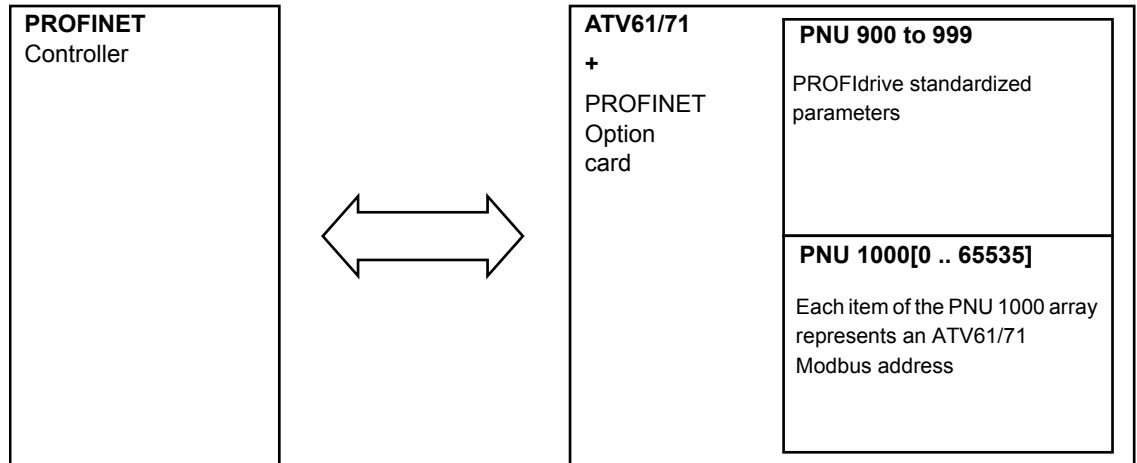 PROFINET
Controller
ATV61/71
+
PROFINET
Option
card
PNU 900 to 999
PROFIdrive standardized
parameters
PNU 1000[0 .. 65535]
Each item of the PNU 1000 array
represents an ATV61/71
Modbus address